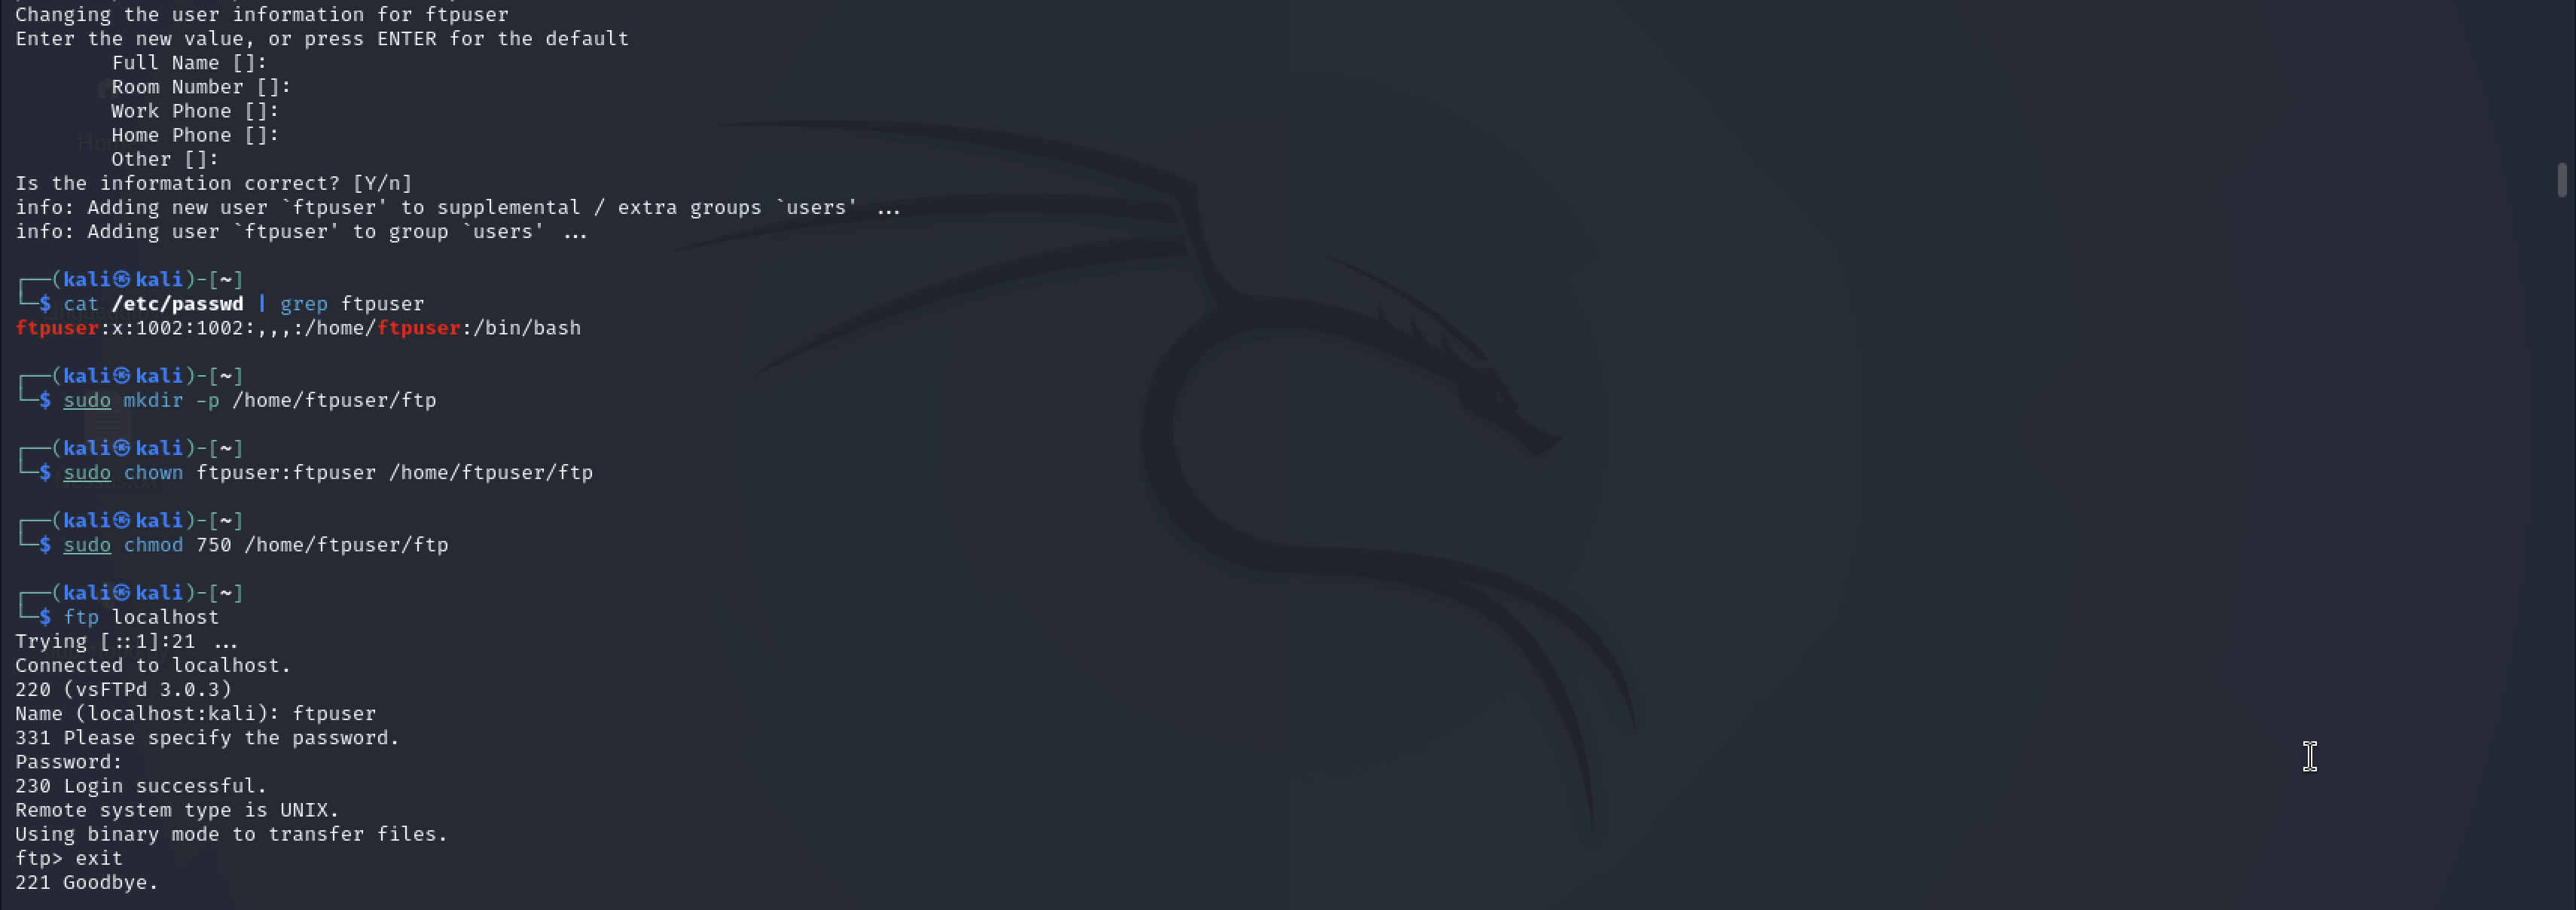 Changing the user information for ftpuser
Enter the new value, or press ENTER for the default
Full Name []:
Room Number []:
Work Phone []:
Home Phone []:
Other []:
Is the information correct? [Y/n]
info: Adding new user `ftpuser' to supplemental / extra groups `users' ...
info: Adding user `ftpuser' to group `users' ...
┌──(kali㉿kali)-[~]
└─$ cat /etc/passwd | grep ftpuser
ftpuser:x:1002:1002:,,,:/home/ftpuser:/bin/bash
┌──(kali㉿kali)-[~]
└─$ sudo mkdir -p /home/ftpuser/ftp
┌──(kali㉿kali)-[~]
└─$ sudo chown ftpuser:ftpuser /home/ftpuser/ftp
┌──(kali㉿kali)-[~]
└─$ sudo chmod 750 /home/ftpuser/ftp
┌──(kali㉿kali)-[~]
└─$ ftp localhost
Trying [::1]:21 ...
Connected to localhost.
220 (vsFTPd 3.0.3)
Name (localhost:kali): ftpuser
331 Please specify the password.
Password:
230 Login successful.
Remote system type is UNIX.
Using binary mode to transfer files.
ftp> exit
221 Goodbye.